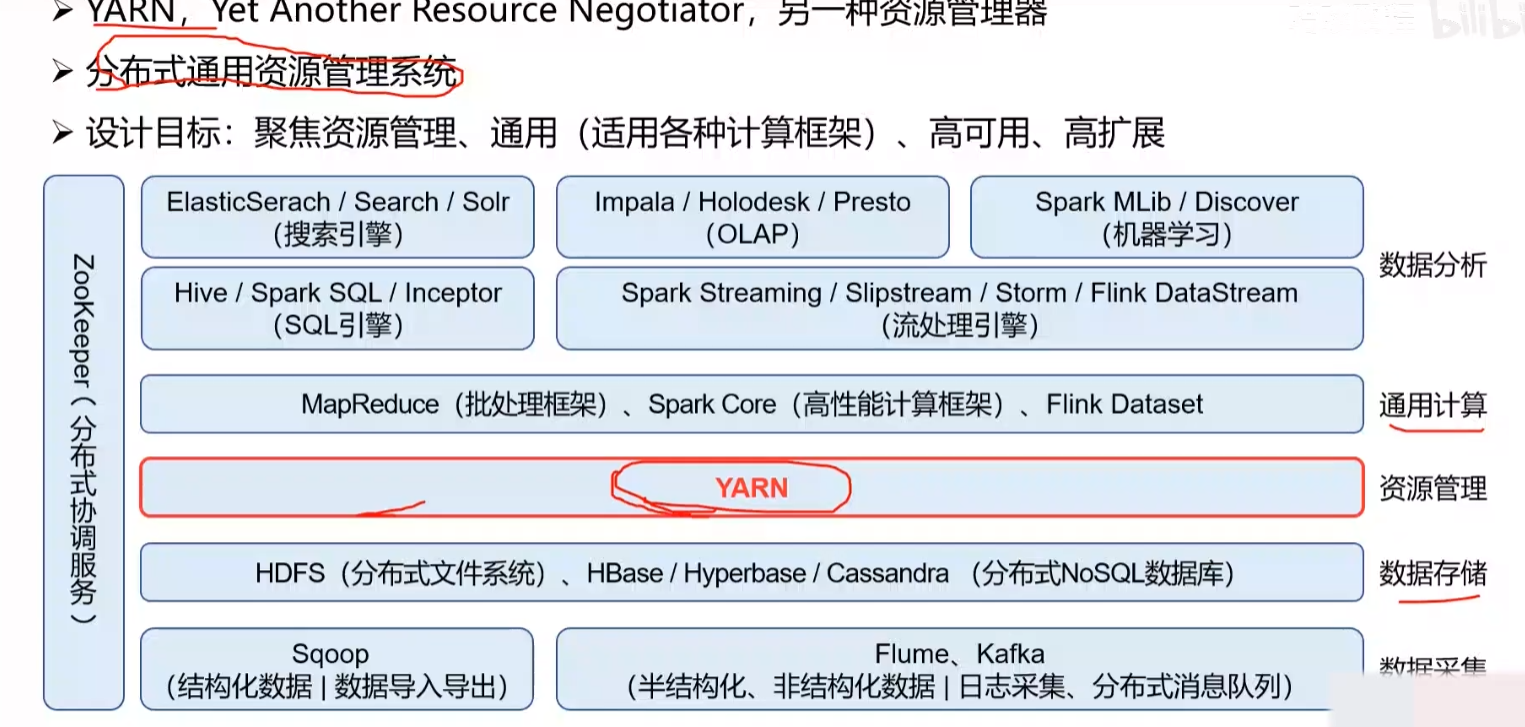 ➢ YARN，Yet Another Resource Negotiator，另一种资源管理器
➢ 分布式通用资源管理系统
➢ 设计目标：聚焦资源管理、通用（适用各种计算框架）、高可用、高扩展
ZooKeeper（分布式协调服务）
ElasticSerach / Search / Solr
（搜索引擎）
Impala / Holodesk / Presto
（OLAP）
Spark MLib / Discover
（机器学习）
Hive / Spark SQL / Inceptor
（SQL引擎）
Spark Streaming / Slipstream / Storm / Flink DataStream
（流处理引擎）
数据分析
MapReduce（批处理框架）、Spark Core（高性能计算框架）、Flink Dataset
通用计算
YARN
资源管理
HDFS（分布式文件系统）、HBase / Hyperbase / Cassandra （分布式NoSQL数据库）
数据存储
Sqoop
（结构化数据 | 数据导入导出）
Flume、Kafka
（半结构化、非结构化数据 | 日志采集、分布式消息队列）
数据采集